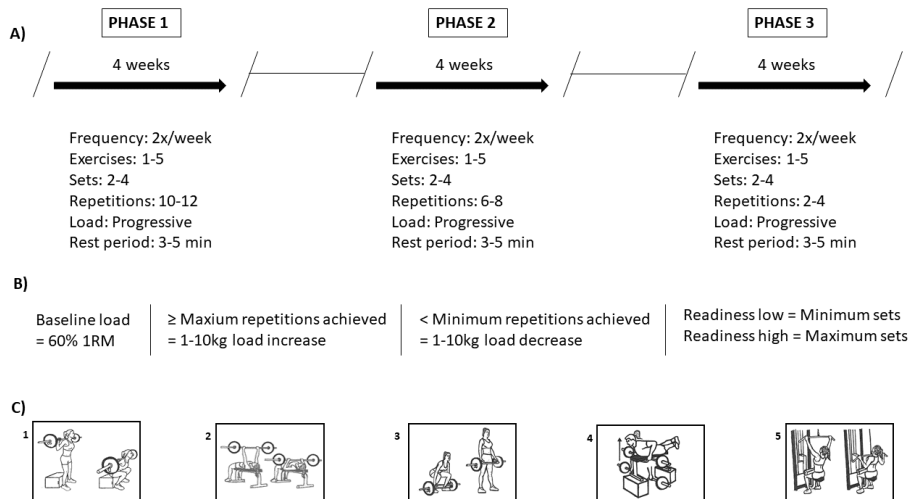 A)
PHASE 1
PHASE 2
PHASE 3
4 weeks
4 weeks
4 weeks
Frequency: 2x/week
Exercises: 1-5
Sets: 2-4
Repetitions: 10-12
Load: Progressive
Rest period: 3-5 min
Frequency: 2x/week
Exercises: 1-5
Sets: 2-4
Repetitions: 6-8
Load: Progressive
Rest period: 3-5 min
Frequency: 2x/week
Exercises: 1-5
Sets: 2-4
Repetitions: 2-4
Load: Progressive
Rest period: 3-5 min
B)
Baseline load
= 60% 1RM
≥ Maxium repetitions achieved
= 1-10kg load increase
< Minimum repetitions achieved
= 1-10kg load decrease
Readiness low = Minimum sets
Readiness high = Maximum sets
C)
1
2
3
4
5